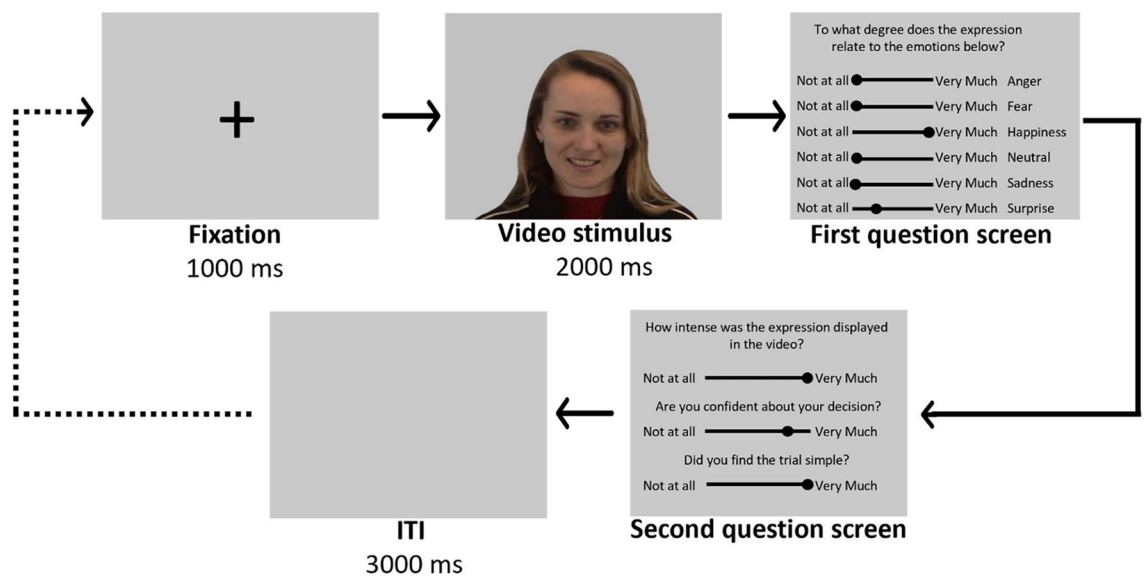 Fixation
1000 ms
Video stimulus
2000 ms
To what degree does the expression
relate to the emotions below?
Not at all Very Much Anger
Not at all Very Much Fear
Not at all Very Much Happiness
Not at all Very Much Neutral
Not at all Very Much Sadness
Not at all Very Much Surprise
First question screen
How intense was the expression displayed
in the video?
Not at all Very Much
Are you confident about your decision?
Not at all Very Much
Did you find the trial simple?
Not at all Very Much
Second question screen
ITI
3000 ms